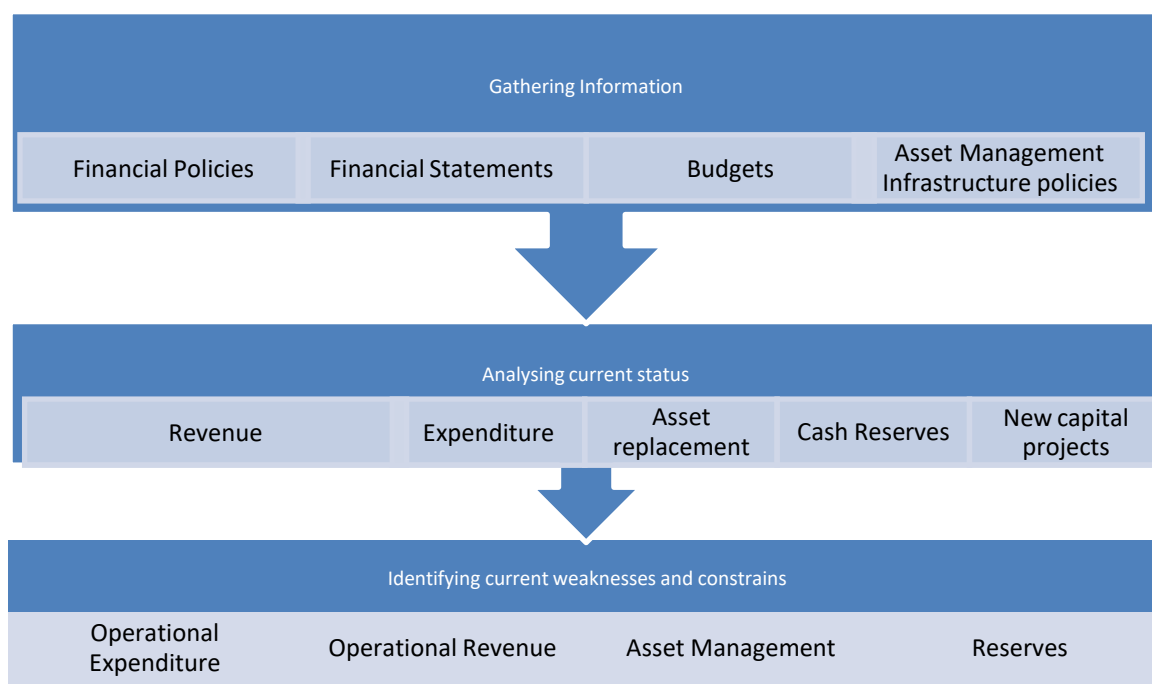 Gathering Information
Financial Policies
Financial Statements
Budgets
Asset Management
Infrastructure policies
Analysing current status
Revenue
Expenditure
Asset
replacement
Cash Reserves
New capital
projects
Identifying current weaknesses and constrains
Operational
Expenditure
Operational Revenue
Asset Management
Reserves